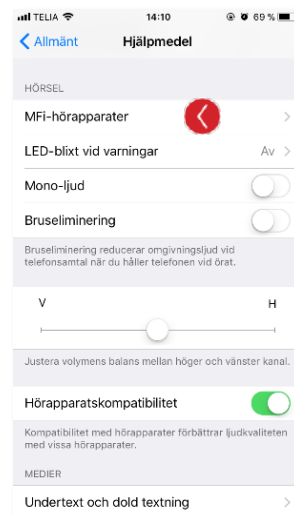 TELIA 14:10 69 %
Allmänt Hjälpmedel
HÖRSEL
MFi-hörapparater
LED-blixt vid varningar Av
Mono-ljud
Bruseliminering
Bruseliminering reducerar omgivningsljud vid
telefonsamtal när du håller telefonen vid örat.
V H
Justera volymens balans mellan höger och vänster kanal.
Hörapparatskompatibilitet
Kompatibilitet med hörapparater förbättrar ljudkvaliteten
med vissa hörapparater.
MEDIER
Undertext och dold textning